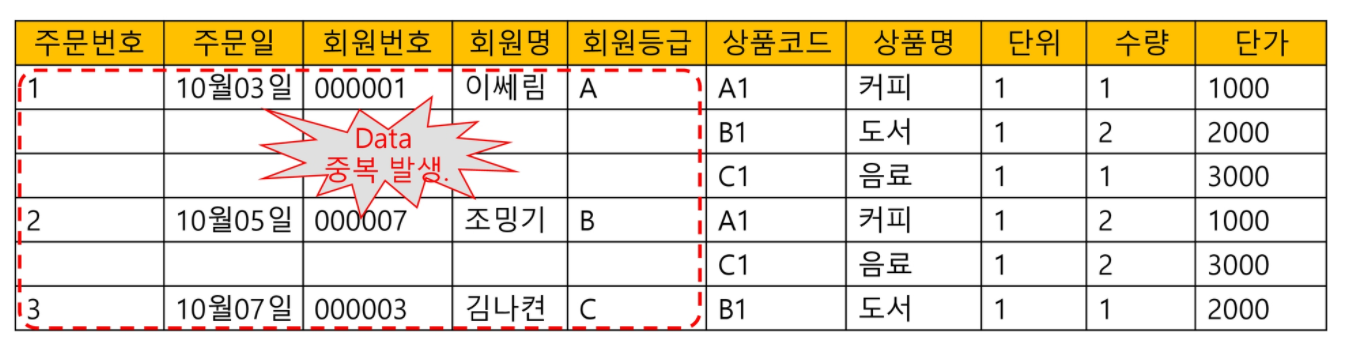 주문번호 주문일 회원번호 회원명 회원등급 상품코드 상품명 단위 수량 단가
1 10월03일 000001 이쎄림 A A1 커피 1 1 1000
B1 도서 1 2 2000
Data
중복 발생.
C1 음료 1 1 3000
2 10월05일 000007 조밍기 B A1 커피 1 2 1000
C1 음료 1 2 3000
3 10월07일 000003 김나켠 C B1 도서 1 1 2000